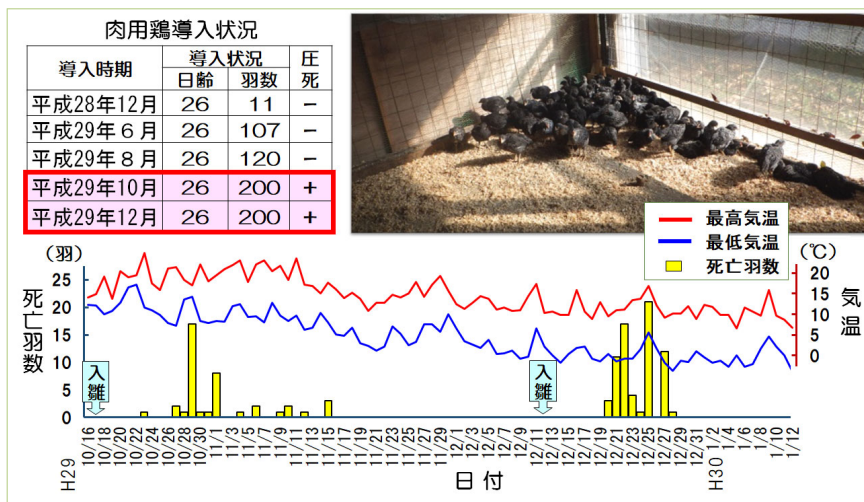 肉用鶏導入状況
導入時期 導入状況 圧死
日齢 羽数
平成28年12月 26 11 −
平成29年6月 26 107 −
平成29年8月 26 120 −
平成29年10月 26 200 +
平成29年12月 26 200 +
最高気温
最低気温
死亡羽数
(羽) (℃)
死亡羽数
25
20
15
10
5
0
気温
20
15
10
5
0
入雛
入雛
10/16 10/18 10/20 10/22 10/24 10/26 10/28 10/30 11/1 11/3 11/5 11/7 11/9 11/11 11/13 11/15 11/17 11/19 11/21 11/23 11/25 11/27 11/29 12/1 12/3 12/5 12/7 12/9 12/11 12/13 12/15 12/17 12/19 12/21 12/23 12/25 12/27 12/29 12/31 1/2 1/4 1/6 1/8 1/10 1/12
H29 H30
日付